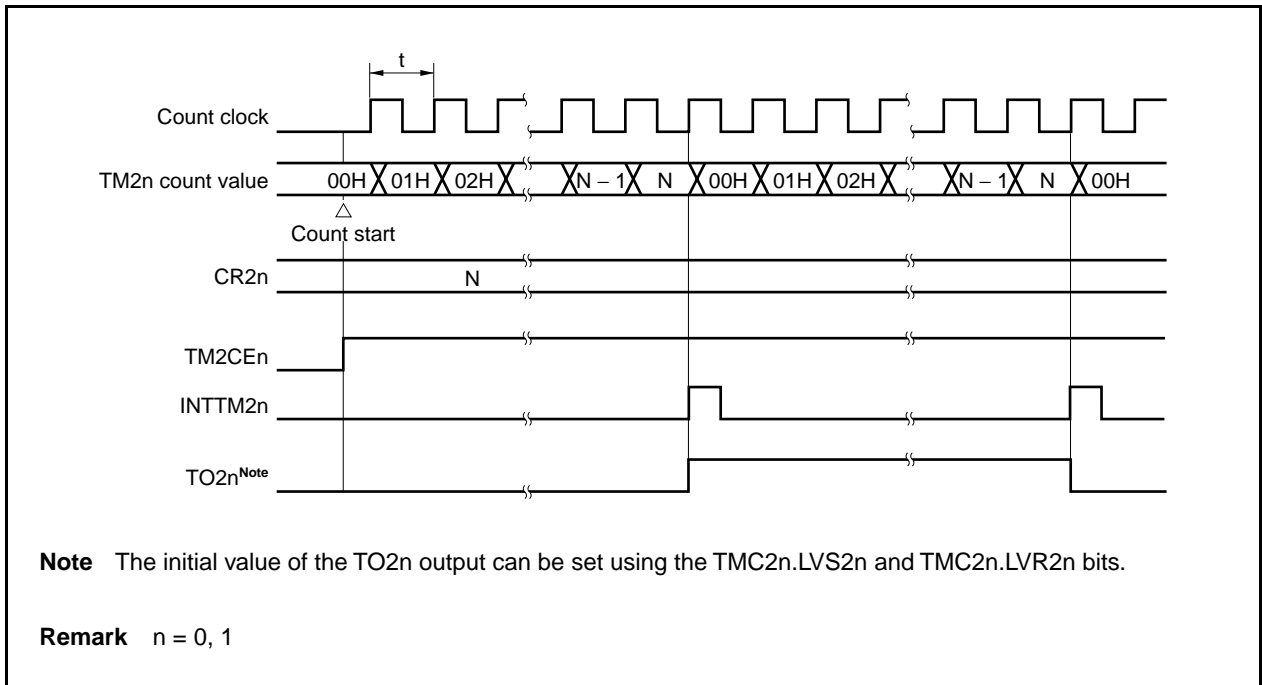 t
Count clock
TM2n count value 00H 01H 02H N – 1 N 00H 01H 02H N – 1 N 00H
Count start
CR2n N
TM2CEn
INTTM2n
TO2nNote
Note The initial value of the TO2n output can be set using the TMC2n.LVS2n and TMC2n.LVR2n bits.
Remark n = 0, 1